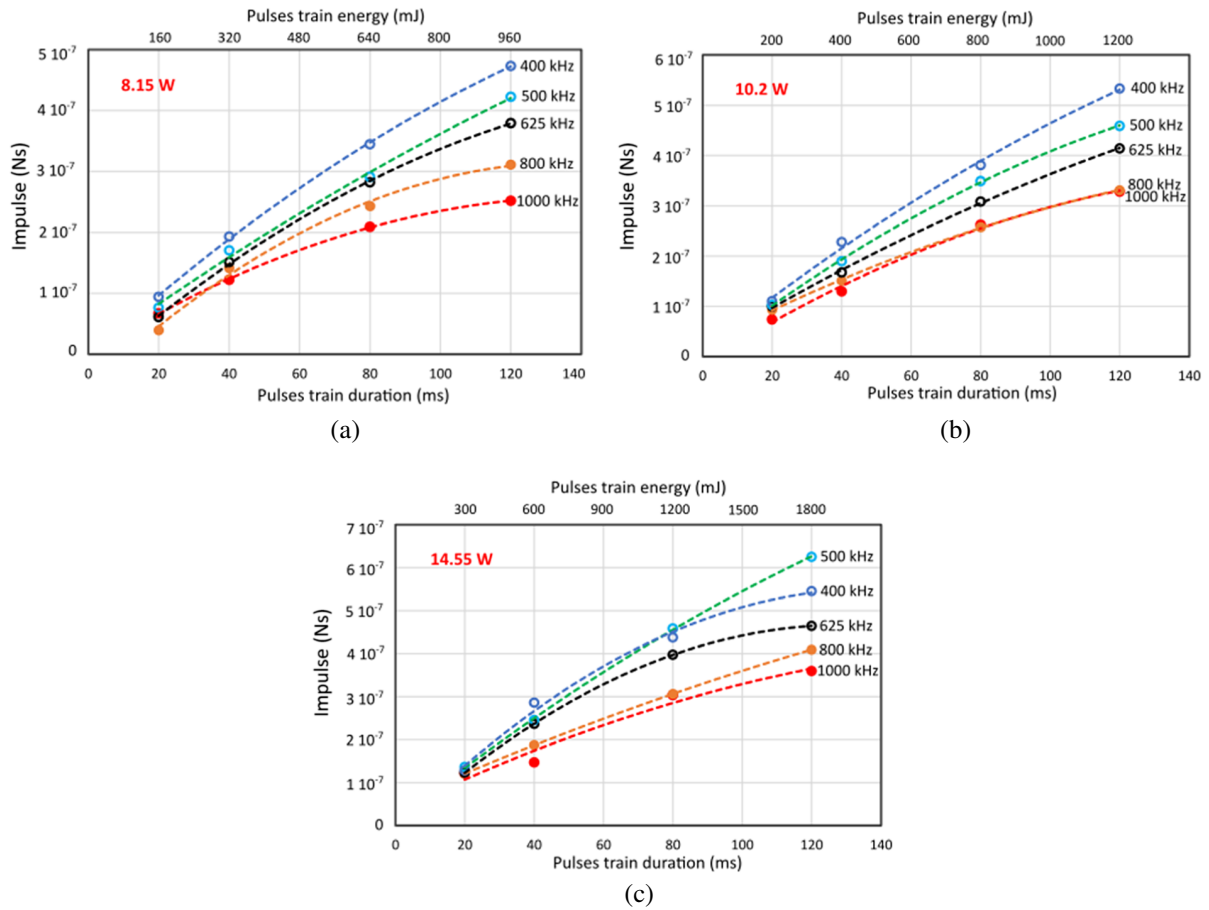 Pulses train energy (mJ)
160 320 480 640 800 960
5 10⁻⁷
4 10⁻⁷
3 10⁻⁷
2 10⁻⁷
1 10⁻⁷
0
Impulse (Ns)
8.15 W
400 kHz
500 kHz
625 kHz
800 kHz
1000 kHz
0 20 40 60 80 100 120 140
Pulses train duration (ms)
(a)
Pulses train energy (mJ)
200 400 600 800 1000 1200
6 10⁻⁷
5 10⁻⁷
4 10⁻⁷
3 10⁻⁷
2 10⁻⁷
1 10⁻⁷
0
Impulse (Ns)
10.2 W
400 kHz
500 kHz
625 kHz
800 kHz
1000 kHz
0 20 40 60 80 100 120 140
Pulses train duration (ms)
(b)
Pulses train energy (mJ)
300 600 900 1200 1500 1800
7 10⁻⁷
6 10⁻⁷
5 10⁻⁷
4 10⁻⁷
3 10⁻⁷
2 10⁻⁷
1 10⁻⁷
0
Impulse (Ns)
14.55 W
500 kHz
400 kHz
625 kHz
800 kHz
1000 kHz
0 20 40 60 80 100 120 140
Pulses train duration (ms)
(c)